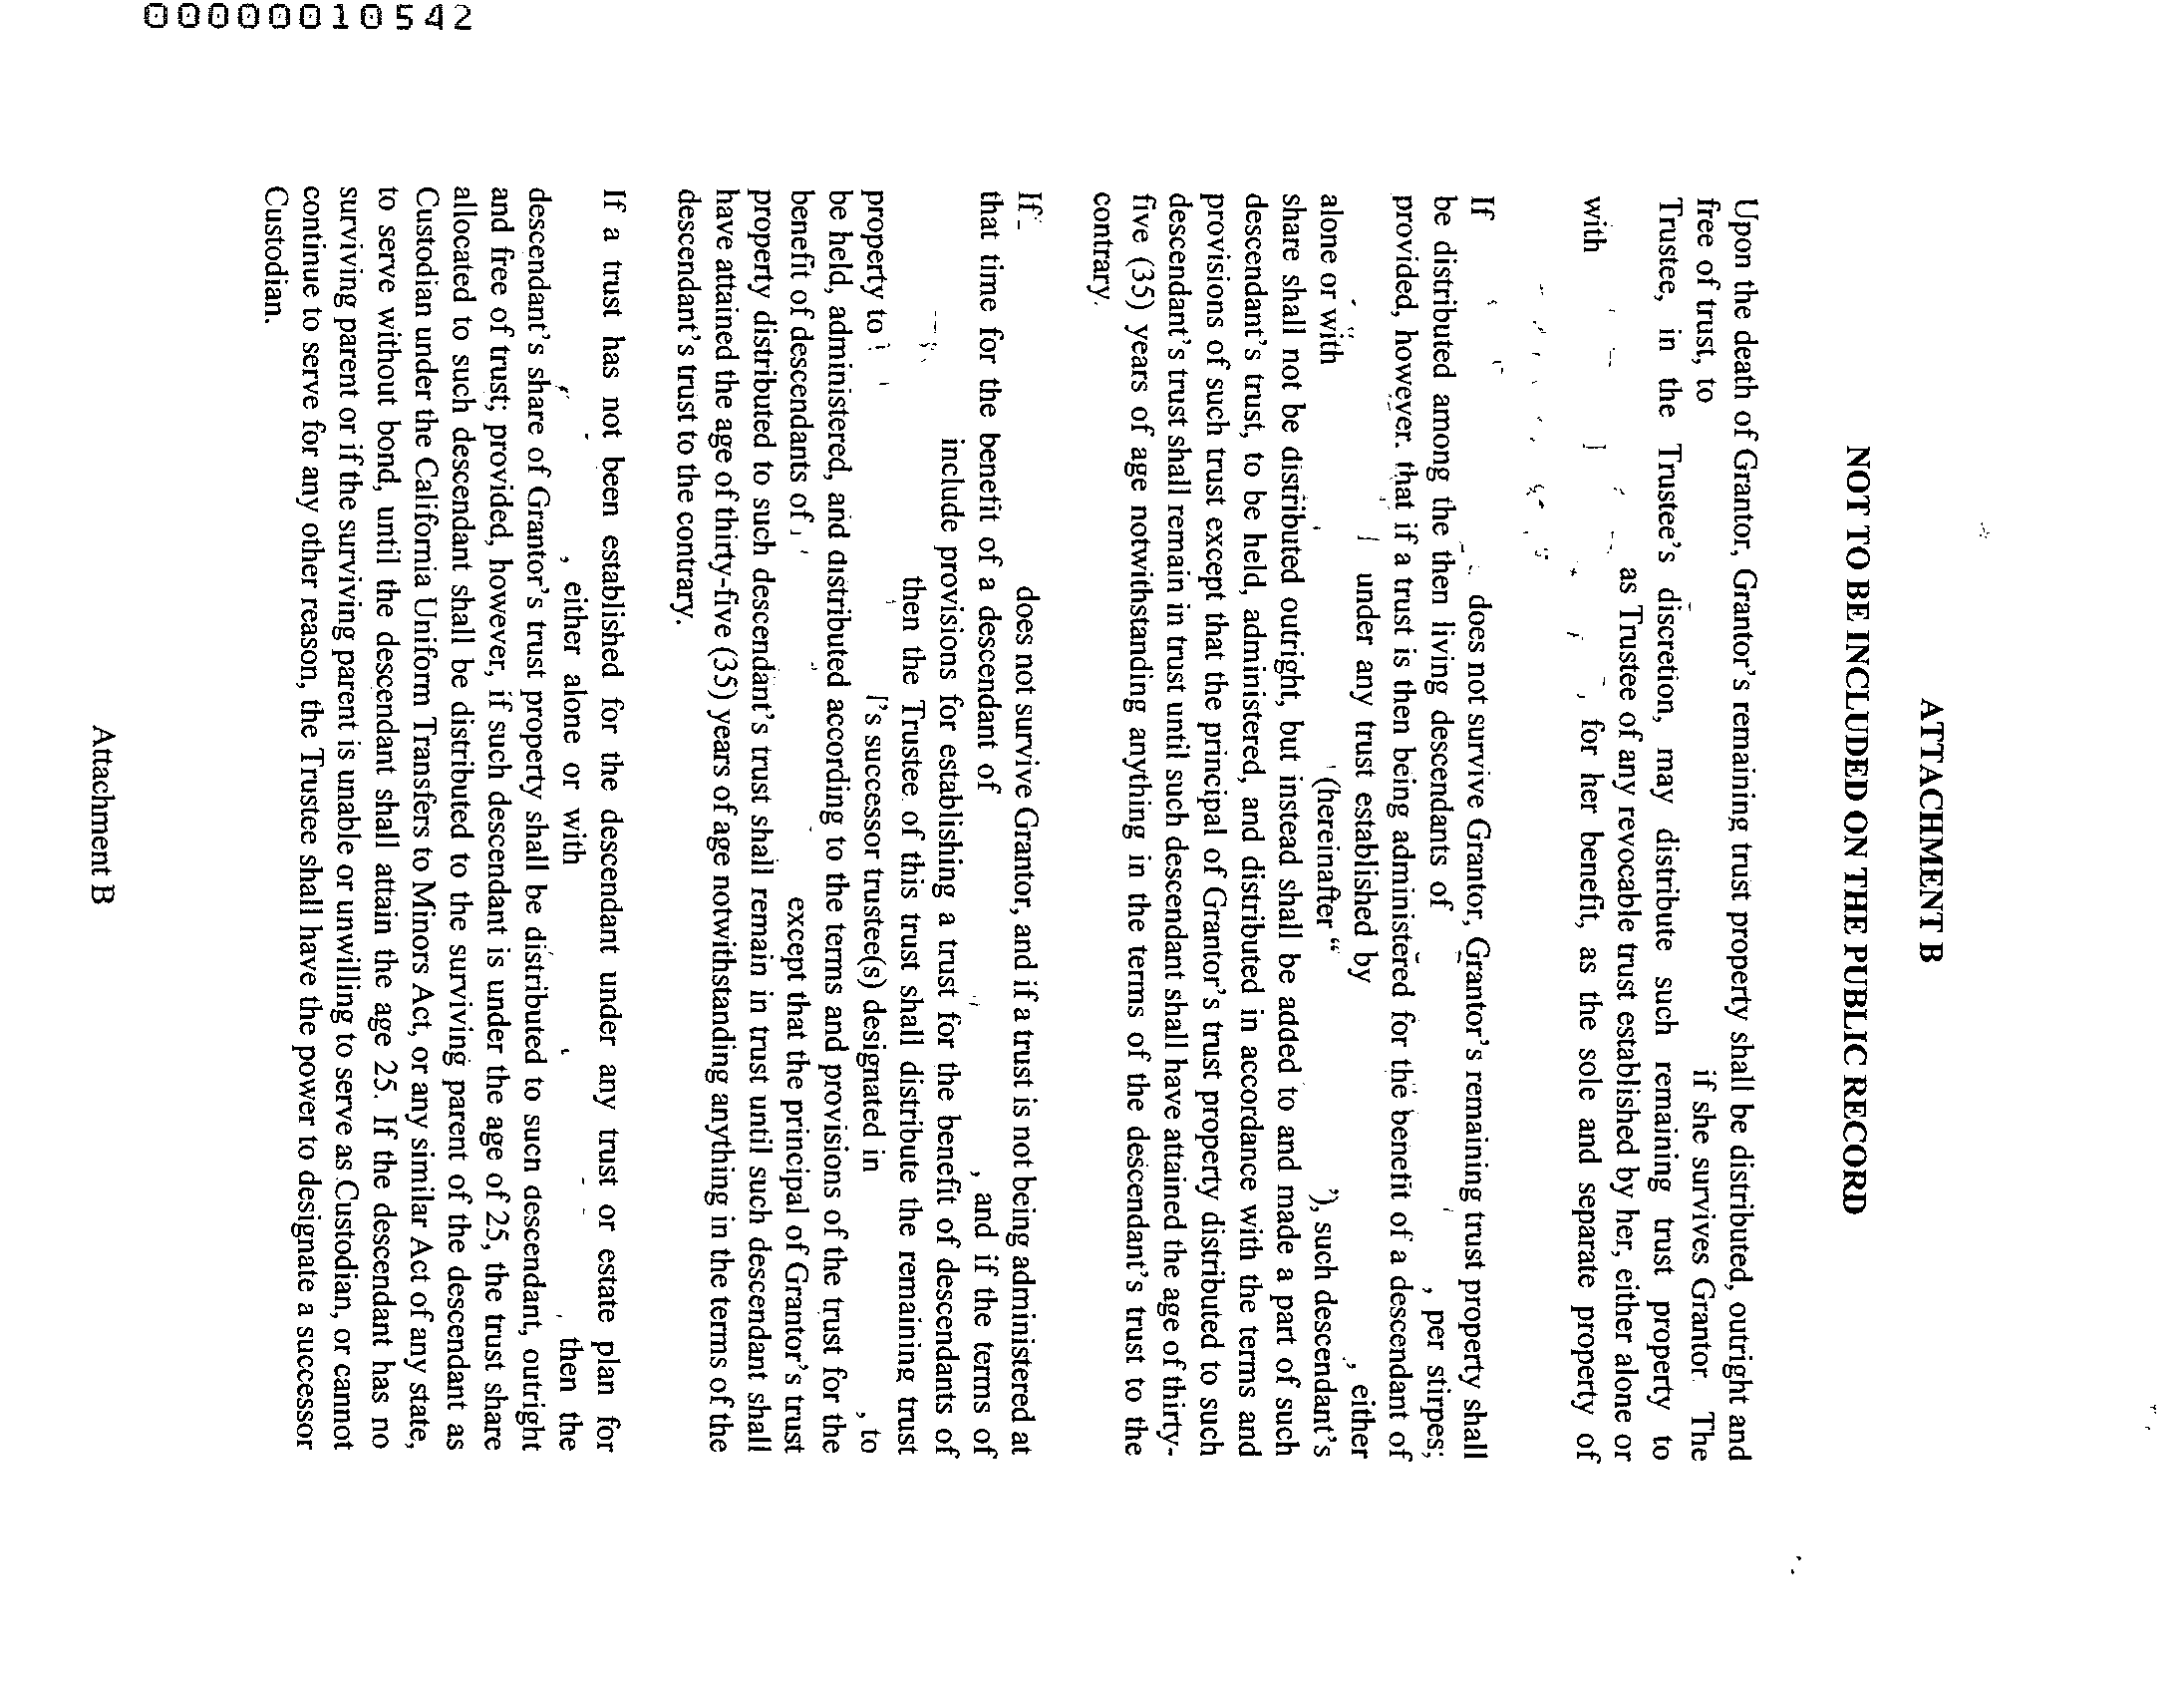 00000010542
ATTACHMENT B
NOT TO BE INCLUDED ON THE PUBLIC RECORD
Upon the death of Grantor, Grantor's remaining trust property shall be distributed, outright and
free of trust, to if she survives Grantor. The
Trustee, in the Trustee's discretion, may distribute such remaining trust property to
as Trustee of any revocable trust established by her, either alone or
with , for her benefit, as the sole and separate property of
If does not survive Grantor, Grantor's remaining trust property shall
be distributed among the then living descendants of , per stirpes;
provided, however, that if a trust is then being administered for the benefit of a descendant of
under any trust established by , either
alone or with (hereinafter "), such descendant's
share shall not be distributed outright, but instead shall be added to and made a part of such
descendant's trust, to be held, administered, and distributed in accordance with the terms and
provisions of such trust except that the principal of Grantor's trust property distributed to such
descendant's trust shall remain in trust until such descendant shall have attained the age of thirty-
five (35) years of age notwithstanding anything in the terms of the descendant's trust to the
contrary.
If does not survive Grantor, and if a trust is not being administered at
that time for the benefit of a descendant of , and if the terms of
include provisions for establishing a trust for the benefit of descendants of
then the Trustee of this trust shall distribute the remaining trust
property to 's successor trustee(s) designated in , to
be held, administered, and distributed according to the terms and provisions of the trust for the
benefit of descendants of except that the principal of Grantor's trust
property distributed to such descendant's trust shall remain in trust until such descendant shall
have attained the age of thirty-five (35) years of age notwithstanding anything in the terms of the
descendant's trust to the contrary.
If a trust has not been established for the descendant under any trust or estate plan for
, either alone or with , then the
descendant's share of Grantor's trust property shall be distributed to such descendant, outright
and free of trust; provided, however, if such descendant is under the age of 25, the trust share
allocated to such descendant shall be distributed to the surviving parent of the descendant as
Custodian under the California Uniform Transfers to Minors Act, or any similar Act of any state,
to serve without bond, until the descendant shall attain the age 25. If the descendant has no
surviving parent or if the surviving parent is unable or unwilling to serve as Custodian, or cannot
continue to serve for any other reason, the Trustee shall have the power to designate a successor
Custodian.
Attachment B